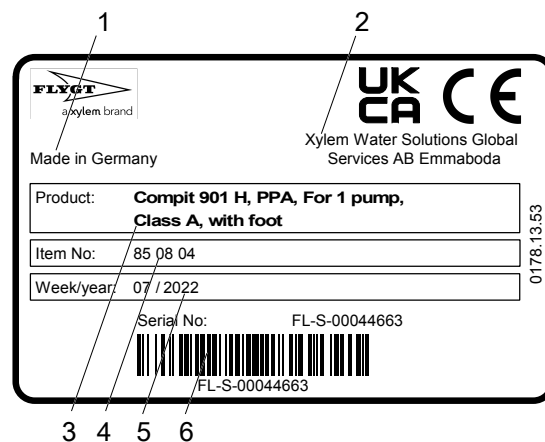 1
2
FLYGT
a xylem brand
UK
CA CE
Made in Germany
Xylem Water Solutions Global
Services AB Emmaboda
Product: Compit 901 H, PPA, For 1 pump,
Class A, with foot
Item No: 85 08 04
Week/year: 07 / 2022
0178.13.53
Serial No: FL-S-00044663
FL-S-00044663
3 4 5 6